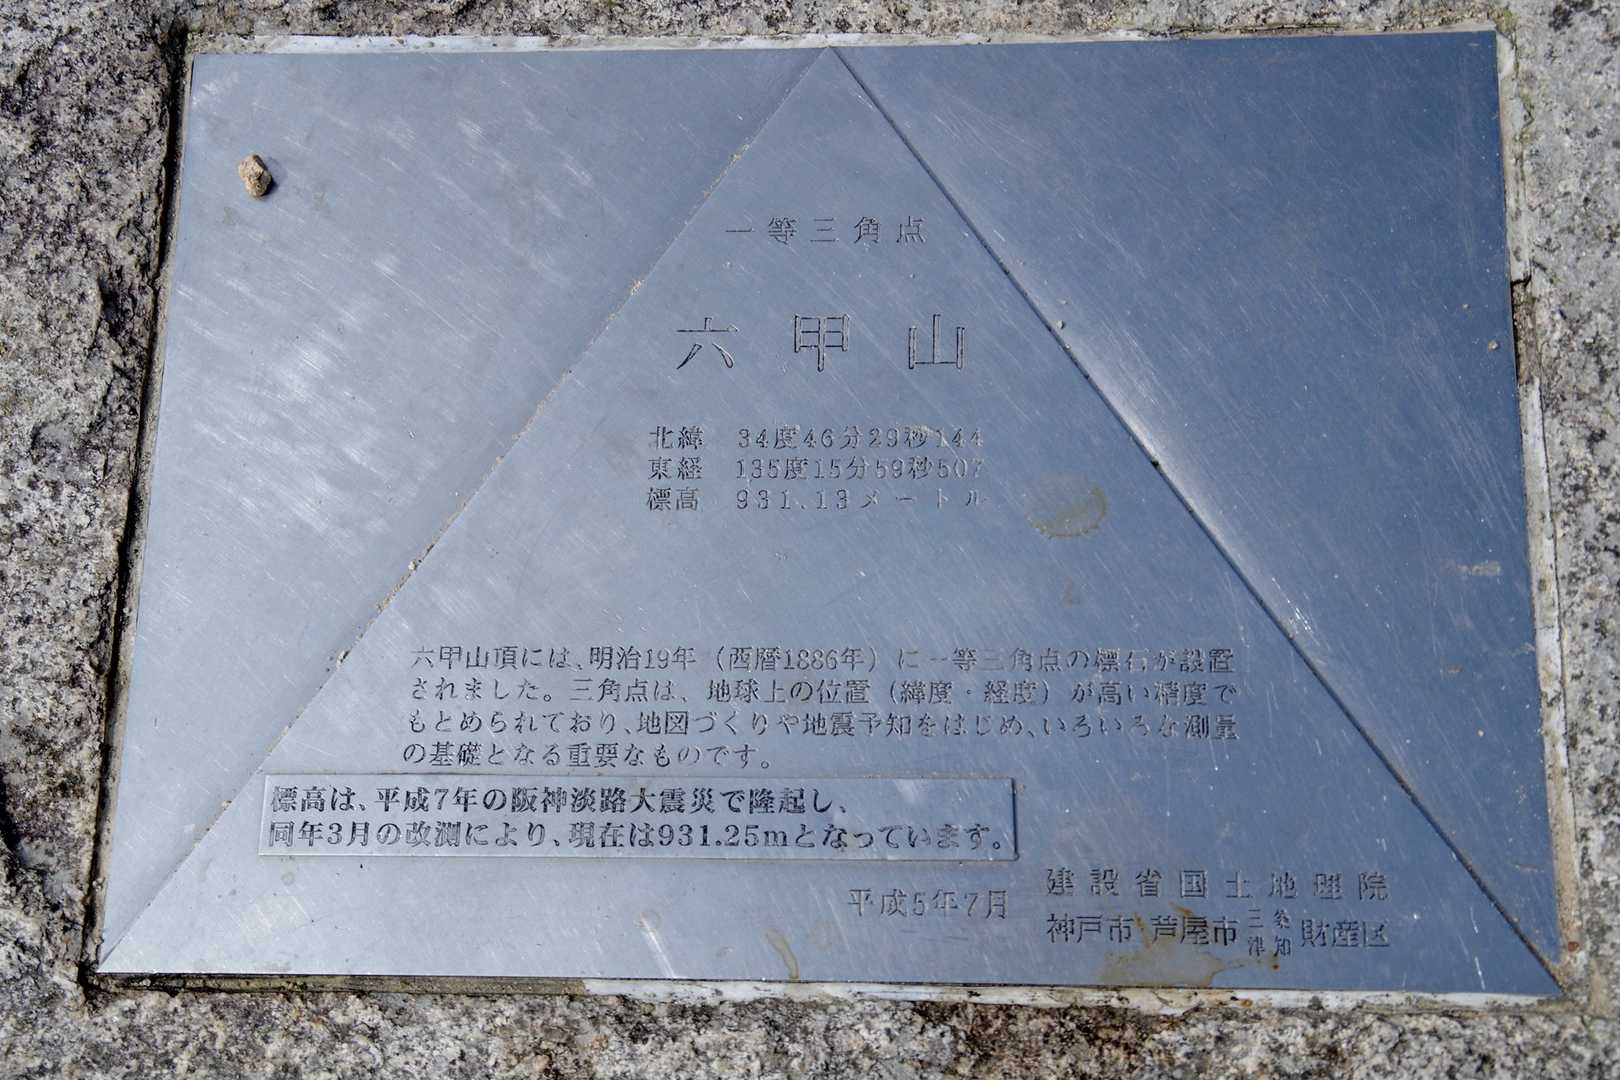 一等三角点
六甲山
北緯 34度46分29秒144
東経 135度15分59秒507
標高 931.13メートル
六甲山頂には、明治19年（西暦1886年）に一等三角点の標石が設置
されました。三角点は、地球上の位置（緯度・経度）が高い精度で
もとめられており、地図づくりや地震予知をはじめ、いろいろな測量
の基礎となる重要なものです。
標高は、平成7年の阪神淡路大震災で隆起し、
同年3月の改測により、現在は931.25mとなっています。
平成5年7月
建設省国土地理院
神戸市 芦屋市 三条津知財産区